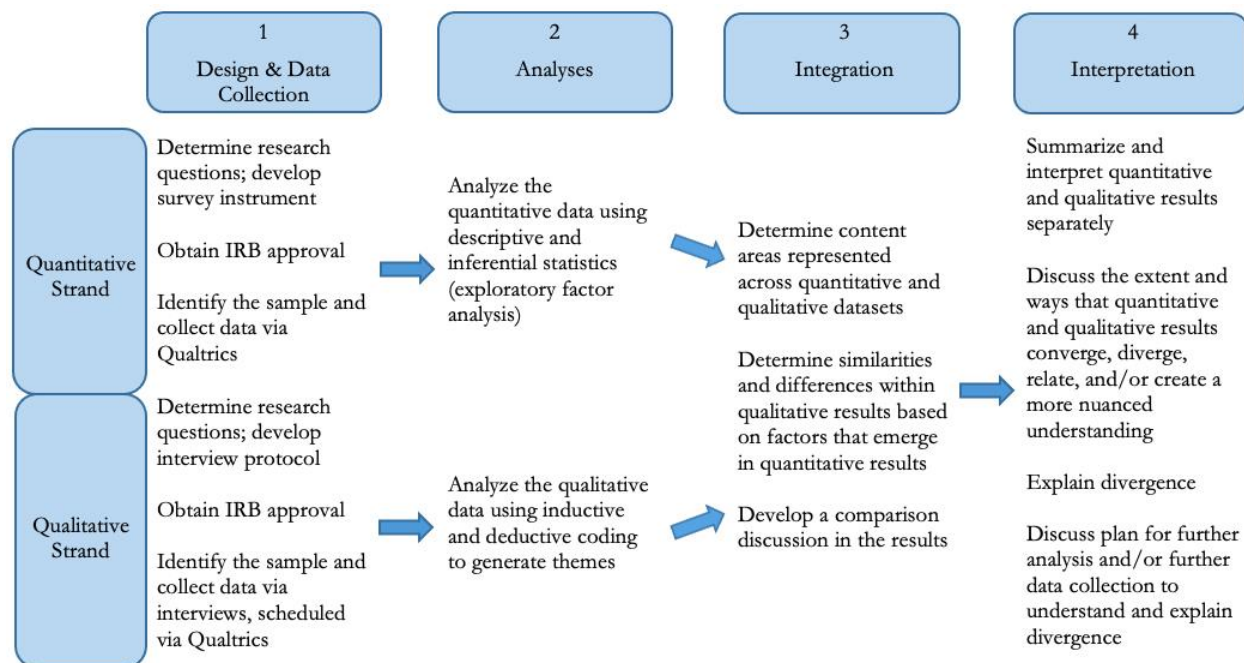 1
Design & Data
Collection
2
Analyses
3
Integration
4
Interpretation
Quantitative
Strand
Determine research
questions; develop
survey instrument
Obtain IRB approval
Identify the sample and
collect data via
Qualtrics
Analyze the
quantitative data using
descriptive and
inferential statistics
(exploratory factor
analysis)
Qualitative
Strand
Determine research
questions; develop
interview protocol
Obtain IRB approval
Identify the sample and
collect data via
interviews, scheduled
via Qualtrics
Analyze the qualitative
data using inductive
and deductive coding
to generate themes
Determine content
areas represented
across quantitative and
qualitative datasets
Determine similarities
and differences within
qualitative results based
on factors that emerge
in quantitative results
Develop a comparison
discussion in the results
Summarize and
interpret quantitative
and qualitative results
separately
Discuss the extent and
ways that quantitative
and qualitative results
converge, diverge,
relate, and/or create a
more nuanced
understanding
Explain divergence
Discuss plan for further
analysis and/or further
data collection to
understand and explain
divergence